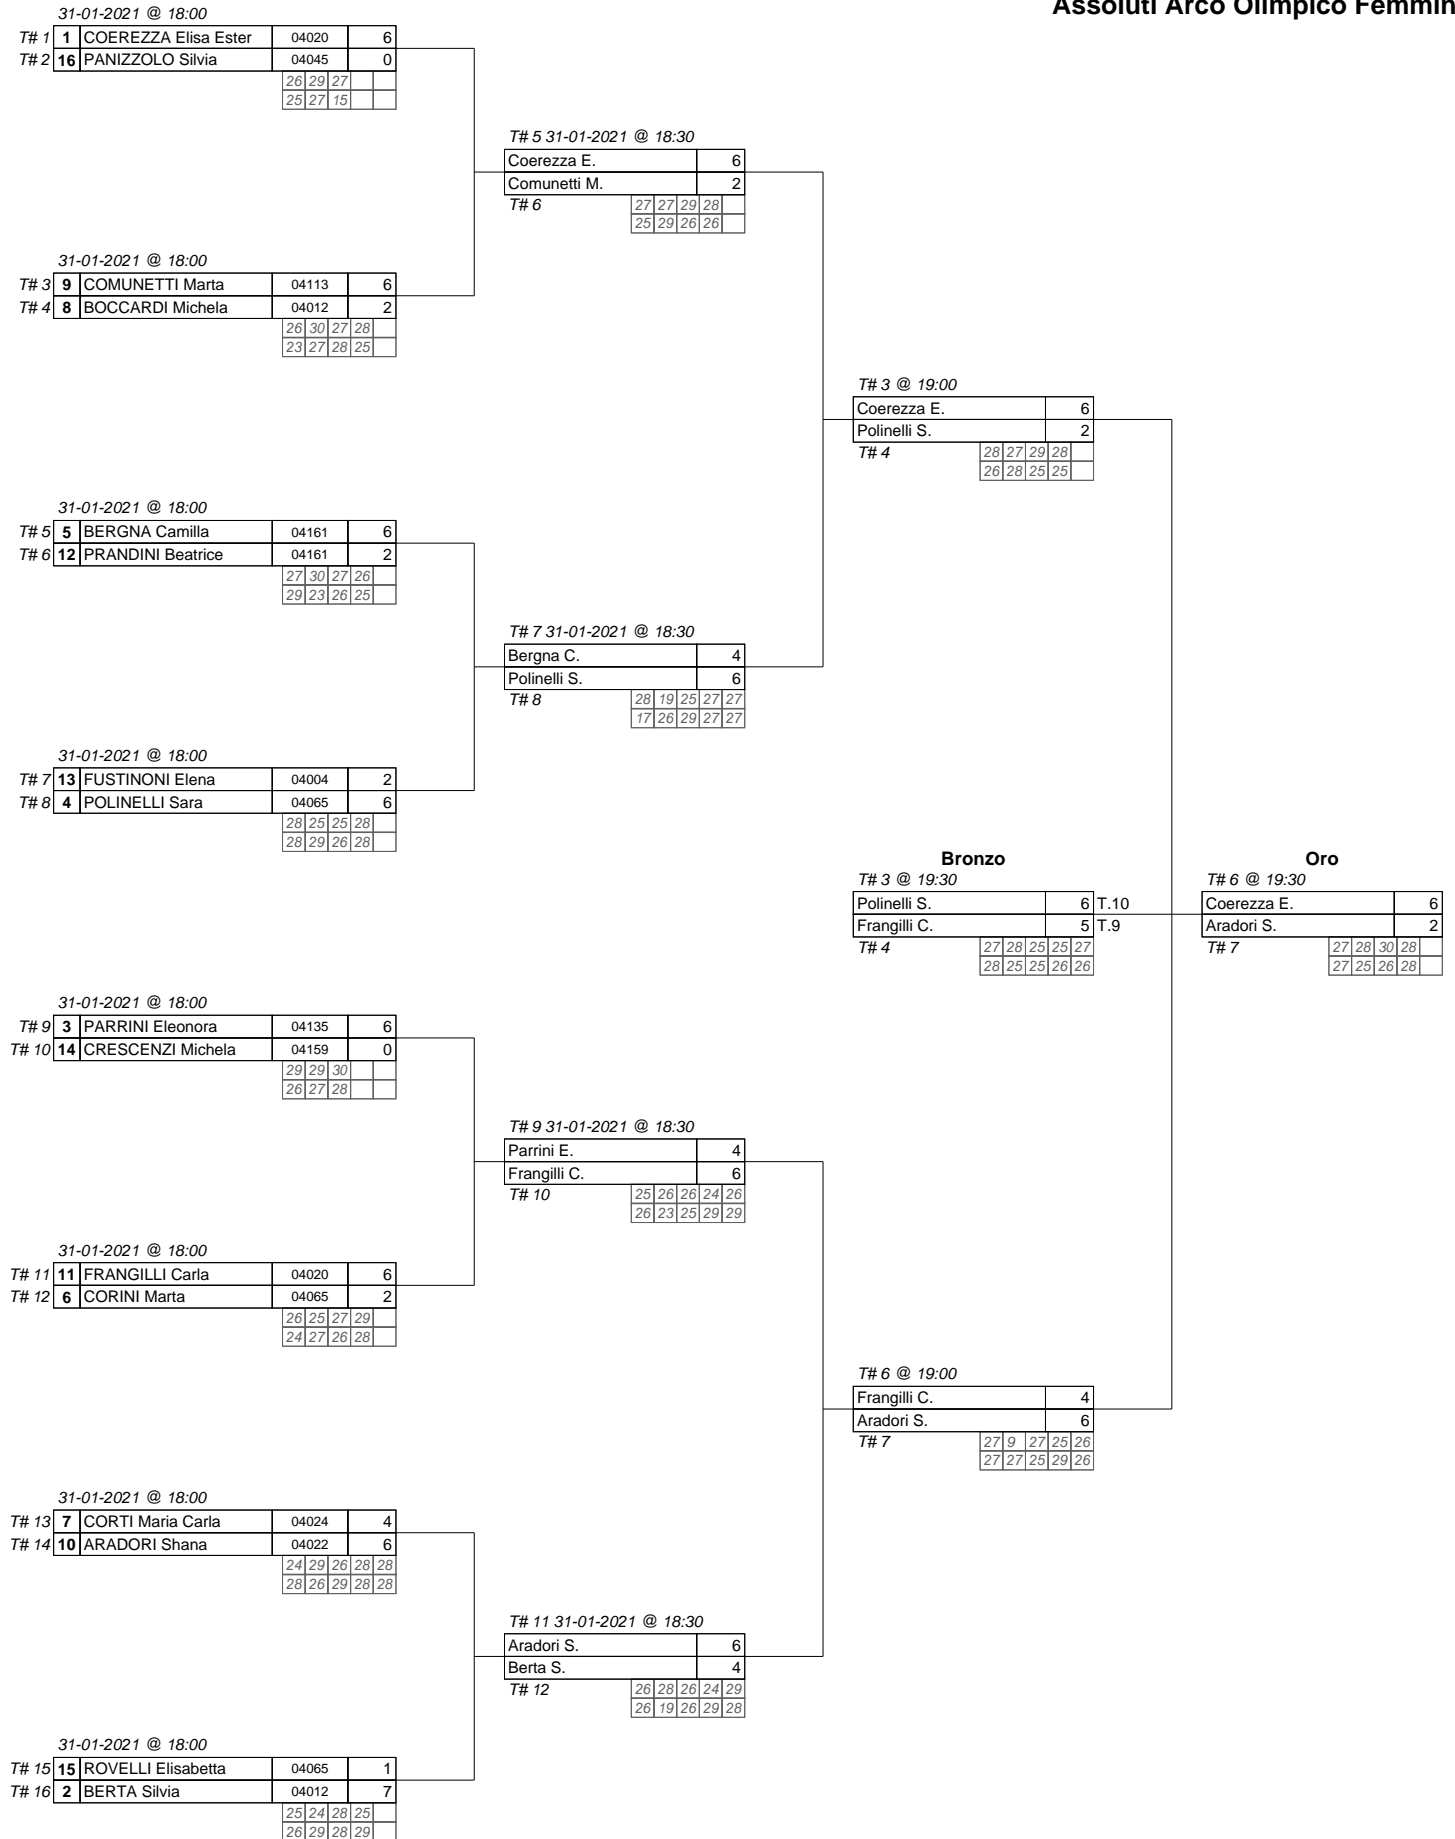 Assoluti Arco Olimpico Femmin
31-01-2021 @ 18:00
T# 1 1 COEREZZA Elisa Ester 04020 6
T# 2 16 PANIZZOLO Silvia 04045 0
26 29 27
25 27 15
T# 5 31-01-2021 @ 18:30
Coerezza E. 6
Comunetti M. 2
T# 6 27 27 29 28
25 29 26 26
31-01-2021 @ 18:00
T# 3 9 COMUNETTI Marta 04113 6
T# 4 8 BOCCARDI Michela 04012 2
26 30 27 28
23 27 28 25
T# 3 @ 19:00
Coerezza E. 6
Polinelli S. 2
T# 4 28 27 29 28
26 28 25 25
31-01-2021 @ 18:00
T# 5 5 BERGNA Camilla 04161 6
T# 6 12 PRANDINI Beatrice 04161 2
27 30 27 26
29 23 26 25
T# 7 31-01-2021 @ 18:30
Bergna C. 4
Polinelli S. 6
T# 8 28 19 25 27 27
17 26 29 27 27
31-01-2021 @ 18:00
T# 7 13 FUSTINONI Elena 04004 2
T# 8 4 POLINELLI Sara 04065 6
28 25 25 28
28 29 26 28
Bronzo
T# 3 @ 19:30
Polinelli S. 6 T.10
Frangilli C. 5 T.9
T# 4 27 28 25 25 27
28 25 25 26 26
Oro
T# 6 @ 19:30
Coerezza E. 6
Aradori S. 2
T# 7 27 28 30 28
27 25 26 28
31-01-2021 @ 18:00
T# 9 3 PARRINI Eleonora 04135 6
T# 10 14 CRESCENZI Michela 04159 0
29 29 30
26 27 28
T# 9 31-01-2021 @ 18:30
Parrini E. 4
Frangilli C. 6
T# 10 25 26 26 24 26
26 23 25 29 29
31-01-2021 @ 18:00
T# 11 11 FRANGILLI Carla 04020 6
T# 12 6 CORINI Marta 04065 2
26 25 27 29
24 27 26 28
T# 6 @ 19:00
Frangilli C. 4
Aradori S. 6
T# 7 27 9 27 25 26
27 27 25 29 26
31-01-2021 @ 18:00
T# 13 7 CORTI Maria Carla 04024 4
T# 14 10 ARADORI Shana 04022 6
24 29 26 28 28
28 26 29 28 28
T# 11 31-01-2021 @ 18:30
Aradori S. 6
Berta S. 4
T# 12 26 28 26 24 29
26 19 26 29 28
31-01-2021 @ 18:00
T# 15 15 ROVELLI Elisabetta 04065 1
T# 16 2 BERTA Silvia 04012 7
25 24 28 25
26 29 28 29